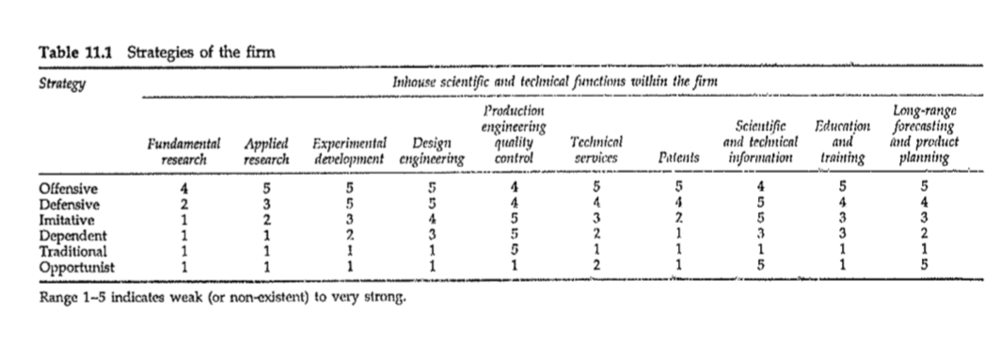 Table 11.1 Strategies of the firm
Strategy Inhouse scientific and technical functions within the firm
Fundamental research Applied research Experimental development Design engineering Production engineering quality control Technical services Patents Scientific and technical information Education and training Long-range forecasting and product planning
Offensive 4 5 5 5 4 5 5 4 5 5
Defensive 2 3 5 5 4 4 4 5 4 4
Imitative 1 2 3 4 5 3 2 5 3 3
Dependent 1 1 2 3 5 2 1 3 3 2
Traditional 1 1 1 1 5 1 1 1 1 1
Opportunist 1 1 1 1 1 2 1 5 1 5
Range 1–5 indicates weak (or non-existent) to very strong.